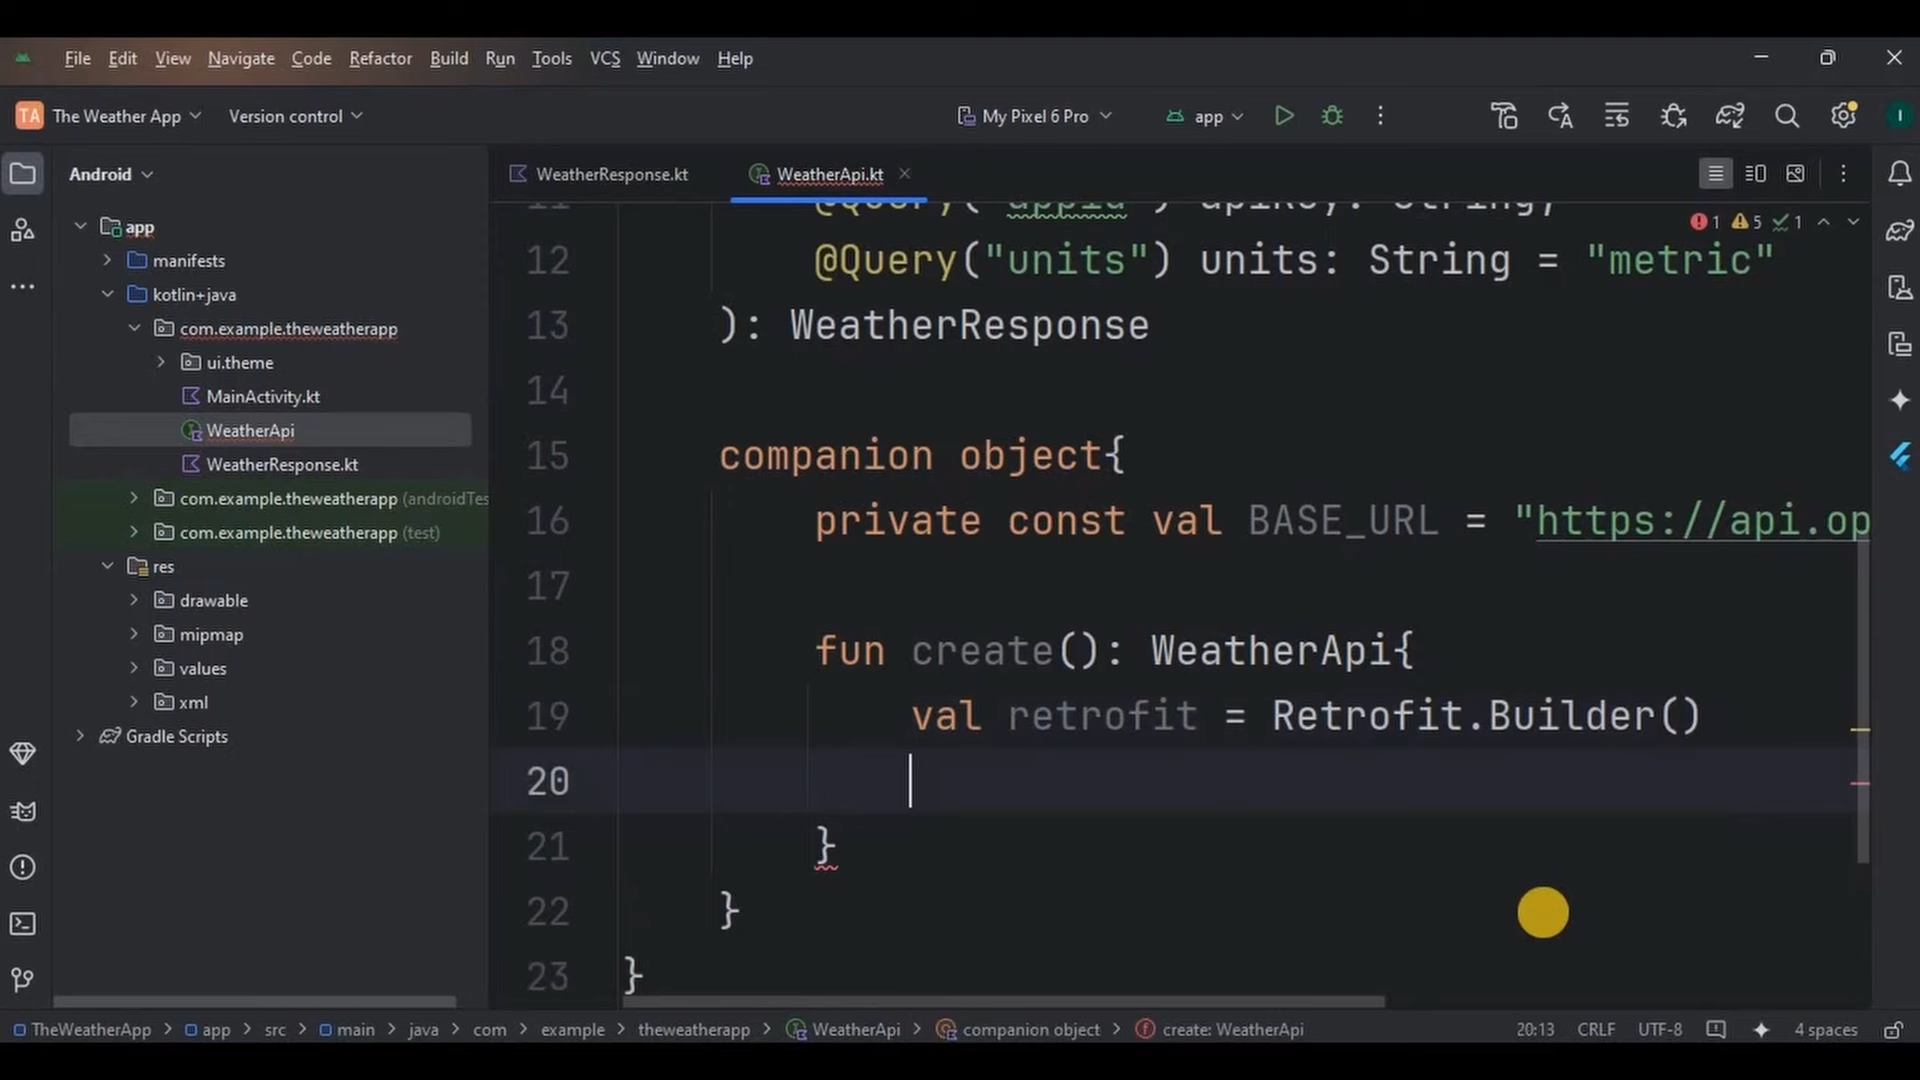 File Edit View Navigate Code Refactor Build Run Tools VCS Window Help
TA The Weather App Version control My Pixel 6 Pro app I
Android
WeatherResponse.kt WeatherApi.kt
app
manifests
kotlin+java
com.example.theweatherapp
ui.theme
MainActivity.kt
WeatherApi
WeatherResponse.kt
com.example.theweatherapp (androidTes
com.example.theweatherapp (test)
res
drawable
mipmap
values
xml
Gradle Scripts
1 5 1
11 @Query("appid") apiKey: String,
12 @Query("units") units: String = "metric"
13 ): WeatherResponse
14
15 companion object{
16 private const val BASE_URL = "https://api.op
17
18 fun create(): WeatherApi{
19 val retrofit = Retrofit.Builder()
20
21 }
22 }
23 }
TheWeatherApp > app > src > main > java > com > example > theweatherapp > WeatherApi > companion object > create: WeatherApi 20:13 CRLF UTF-8 4 spaces